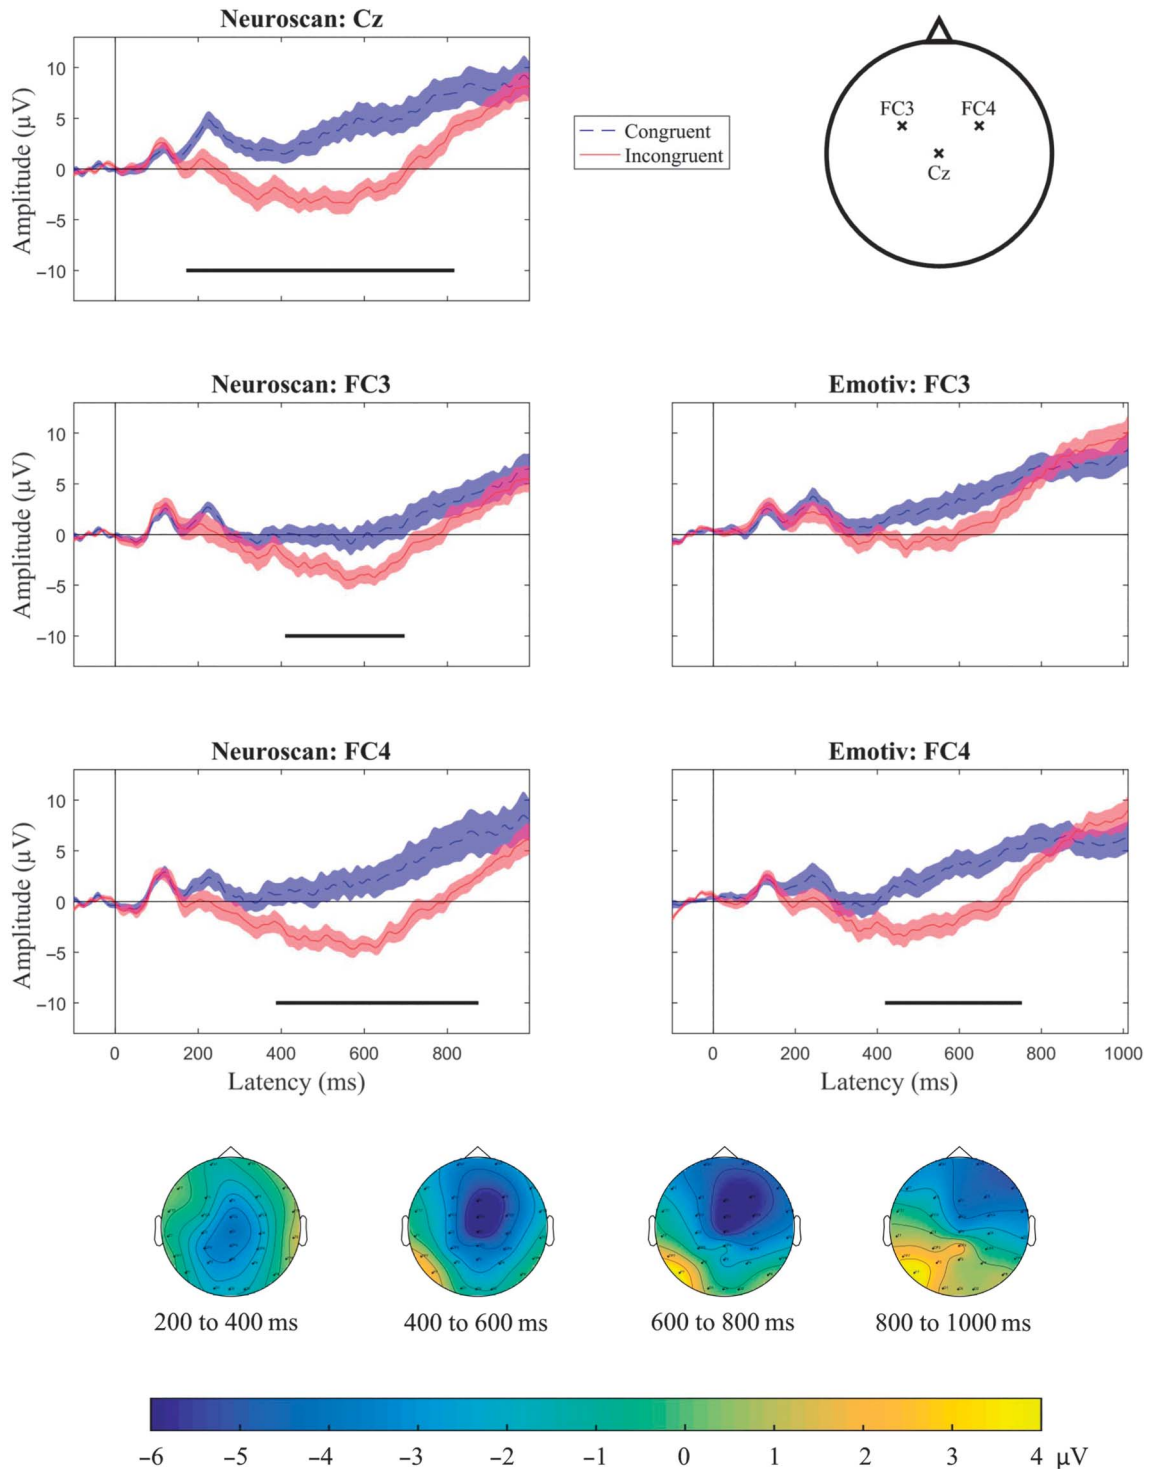 Neuroscan: Cz
Amplitude (µV)
10
5
0
−5
−10
Congruent
Incongruent
FC3
FC4
Cz
Neuroscan: FC3
Amplitude (µV)
10
5
0
−5
−10
Emotiv: FC3
Neuroscan: FC4
Amplitude (µV)
10
5
0
−5
−10
0 200 400 600 800
Latency (ms)
Emotiv: FC4
0 200 400 600 800 1000
Latency (ms)
200 to 400 ms
400 to 600 ms
600 to 800 ms
800 to 1000 ms
−6 −5 −4 −3 −2 −1 0 1 2 3 4 µV